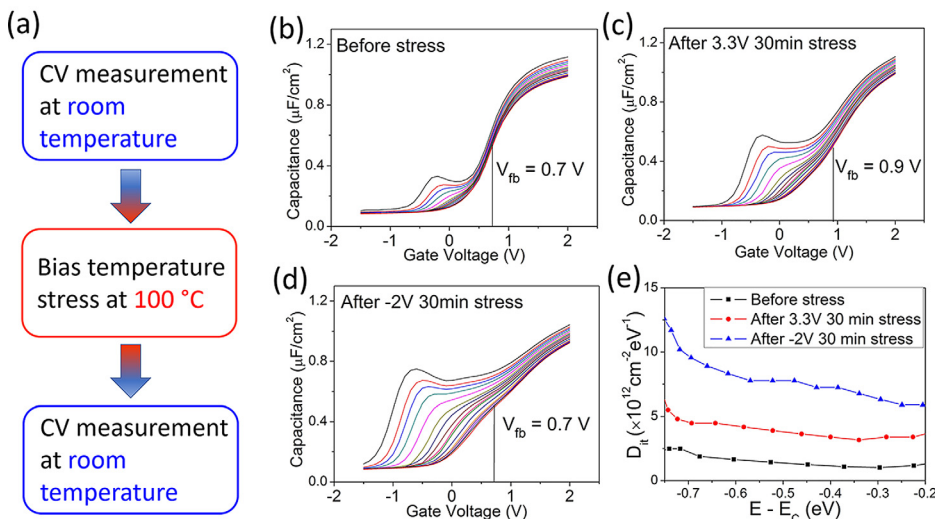 (a)
CV measurement
at room
temperature
Bias temperature
stress at 100 °C
CV measurement
at room
temperature
(b)
Before stress
V_fb = 0.7 V
Capacitance (μF/cm²)
1.2
0.8
0.4
0.0
-2 -1 0 1 2
Gate Voltage (V)
(c)
After 3.3V 30min stress
V_fb = 0.9 V
Capacitance (μF/cm²)
1.2
0.8
0.4
0.0
-2 -1 0 1 2
Gate Voltage (V)
(d)
After -2V 30min stress
V_fb = 0.7 V
Capacitance (μF/cm²)
1.2
0.8
0.4
0.0
-2 -1 0 1 2
Gate Voltage (V)
(e)
Before stress
After 3.3V 30 min stress
After -2V 30 min stress
D_it (×10¹² cm⁻² eV⁻¹)
15
10
5
0
-0.7 -0.6 -0.5 -0.4 -0.3 -0.2
E - E_C (eV)